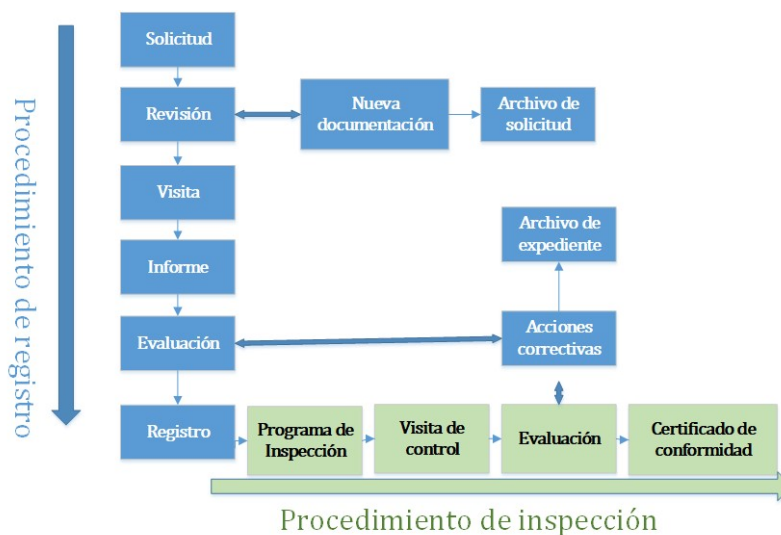 Procedimiento de registro
Solicitud
Revisión
Nueva
documentación
Archivo de
solicitud
Visita
Archivo de
expediente
Informe
Evaluación
Acciones
correctivas
Registro
Programa de
Inspección
Visita de
control
Evaluación
Certificado de
conformidad
Procedimiento de inspección